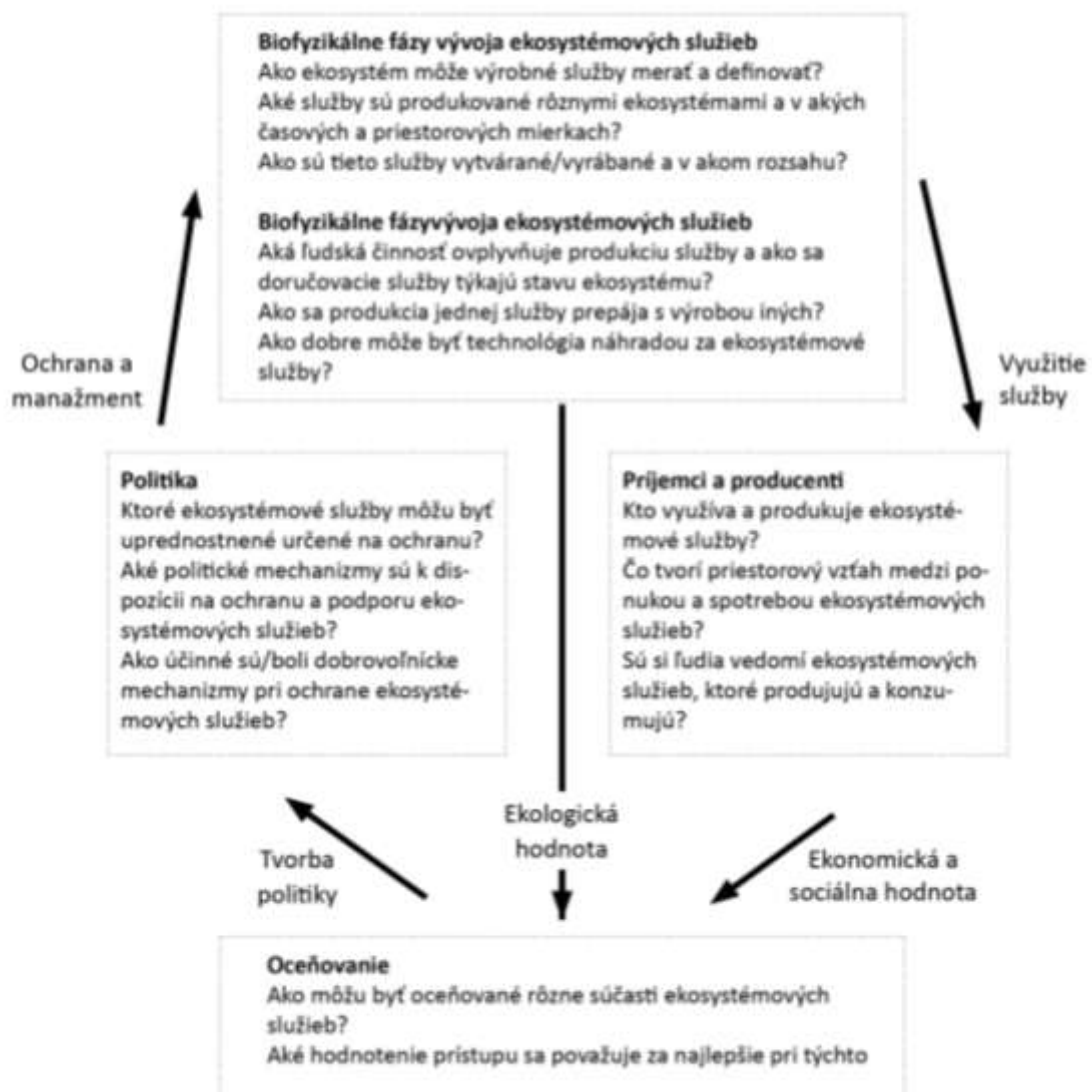 Biofyzikálne fázy vývoja ekosystémových služieb
Ako ekosystém môže výrobné služby merať a definovať?
Aké služby sú produkované rôznymi ekosystémami a v akých
časových a priestorových mierkach?
Ako sú tieto služby vytvárané/vyrábané a v akom rozsahu?
Biofyzikálne fázyvývoja ekosystémových služieb
Aká ľudská činnosť ovplyvňuje produkciu služby a ako sa
doručovacie služby týkajú stavu ekosystému?
Ako sa produkcia jednej služby prepája s výrobou iných?
Ako dobre môže byť technológia náhradou za ekosystémové
služby?
Ochrana a
manažment
Využitie
služby
Politika
Ktoré ekosystémové služby môžu byť
uprednostnené určené na ochranu?
Aké politické mechanizmy sú k dis-
pozícii na ochranu a podporu eko-
systémových služieb?
Ako účinné sú/boli dobrovoľnícke
mechanizmy pri ochrane ekosysté-
mových služieb?
Príjemci a producenti
Kto využíva a produkuje ekosysté-
mové služby?
Čo tvorí priestorový vzťah medzi po-
nukou a spotrebou ekosystémových
služieb?
Sú si ľudia vedomí ekosystémových
služieb, ktoré produjujú a konzu-
mujú?
Tvorba
politiky
Ekologická
hodnota
Ekonomická a
sociálna hodnota
Oceňovanie
Ako môžu byť oceňované rôzne súčasti ekosystémových
služieb?
Aké hodnotenie prístupu sa považuje za najlepšie pri týchto